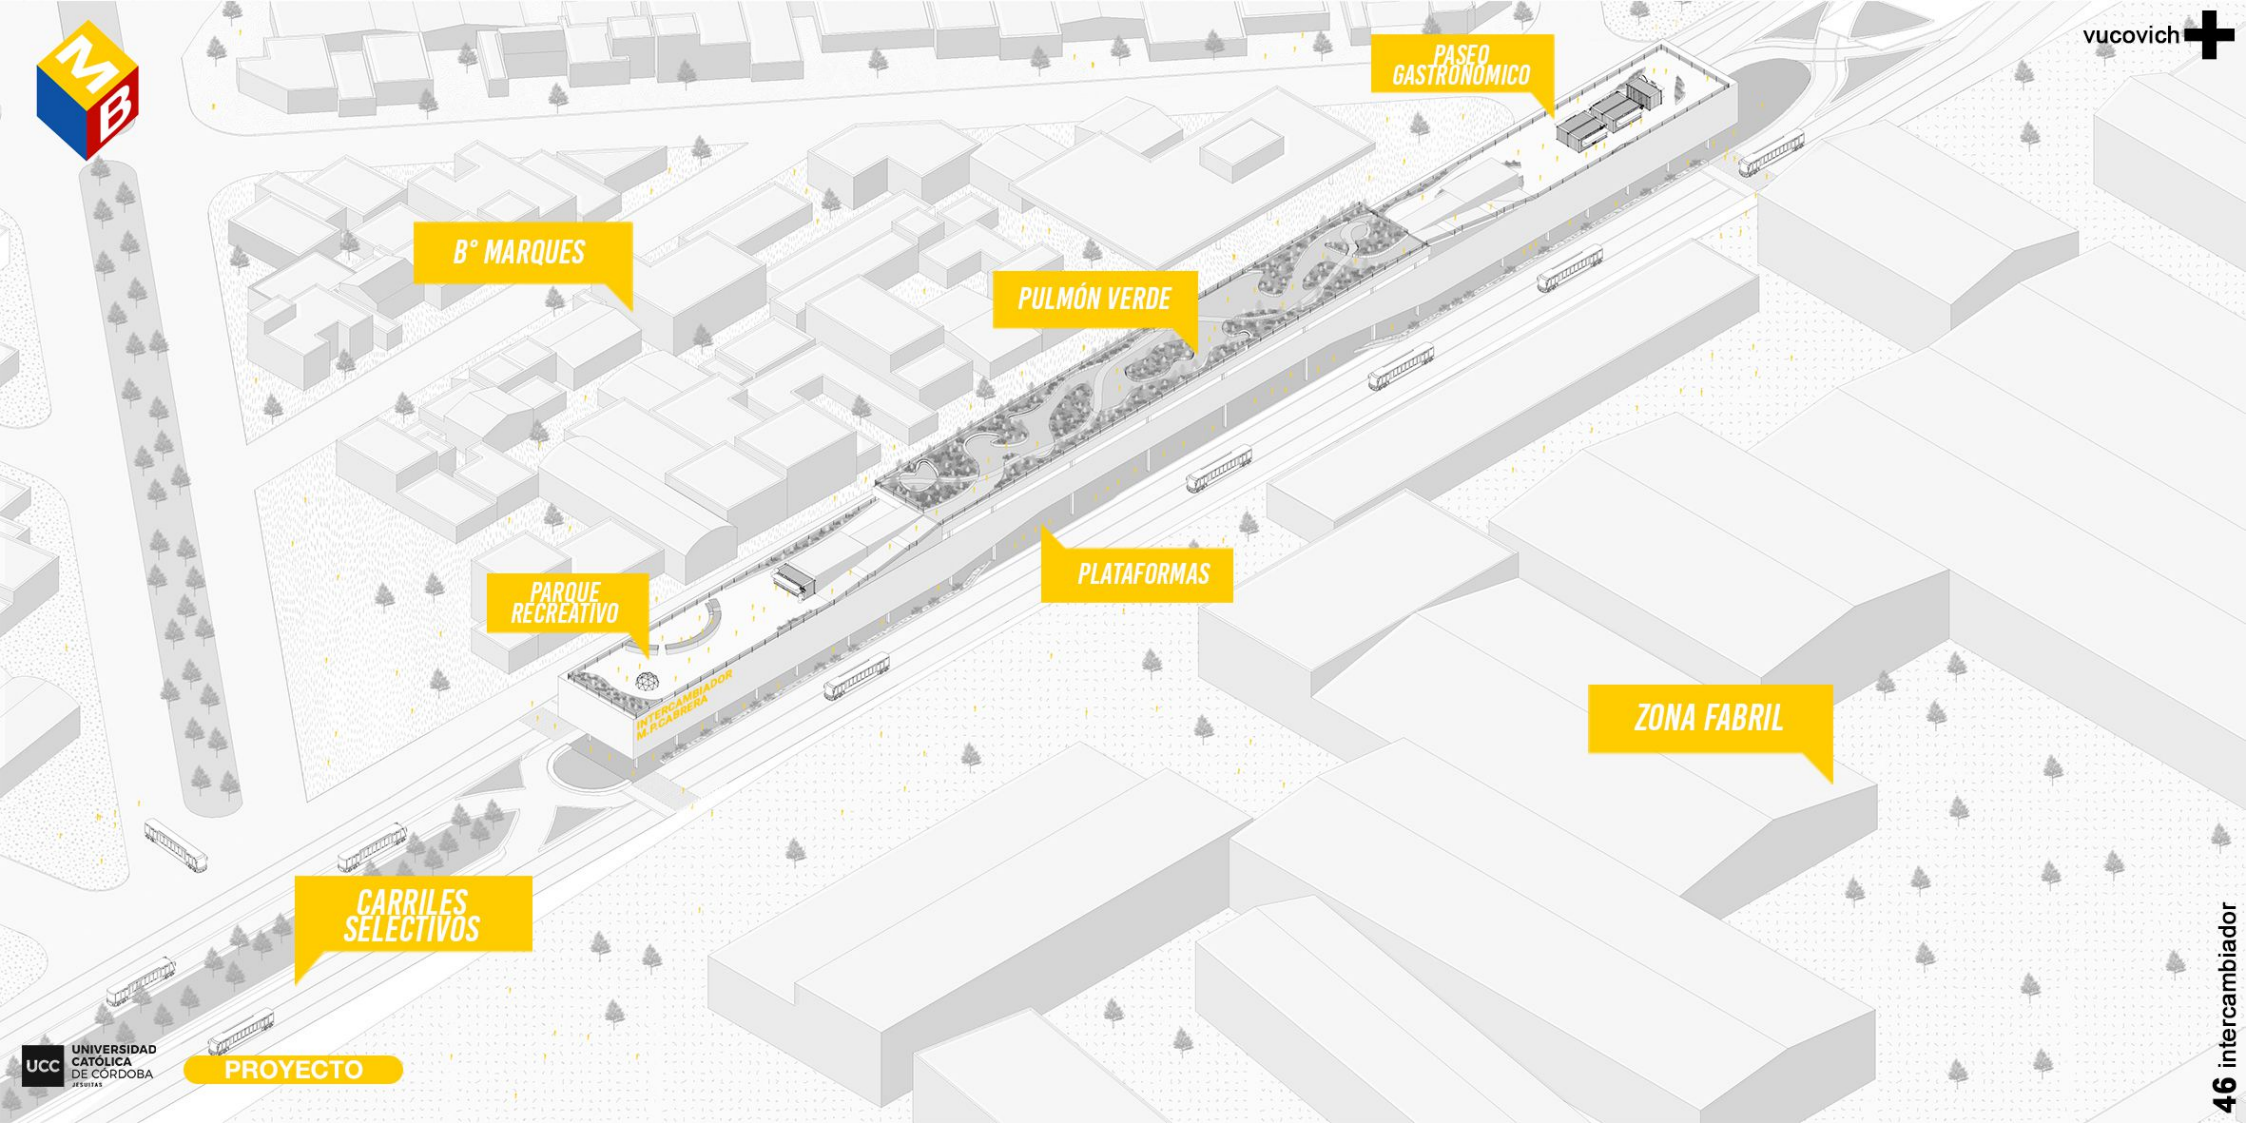 MB
vucovich
PASEO
GASTRONÓMICO
B° MARQUES
PULMÓN VERDE
PLATAFORMAS
PARQUE
RECREATIVO
INTERCAMBIADOR
M.P.CABRERA
ZONA FABRIL
CARRILES
SELECTIVOS
UCC
UNIVERSIDAD
CATÓLICA
DE CÓRDOBA
JESUITAS
PROYECTO
46 intercambiador